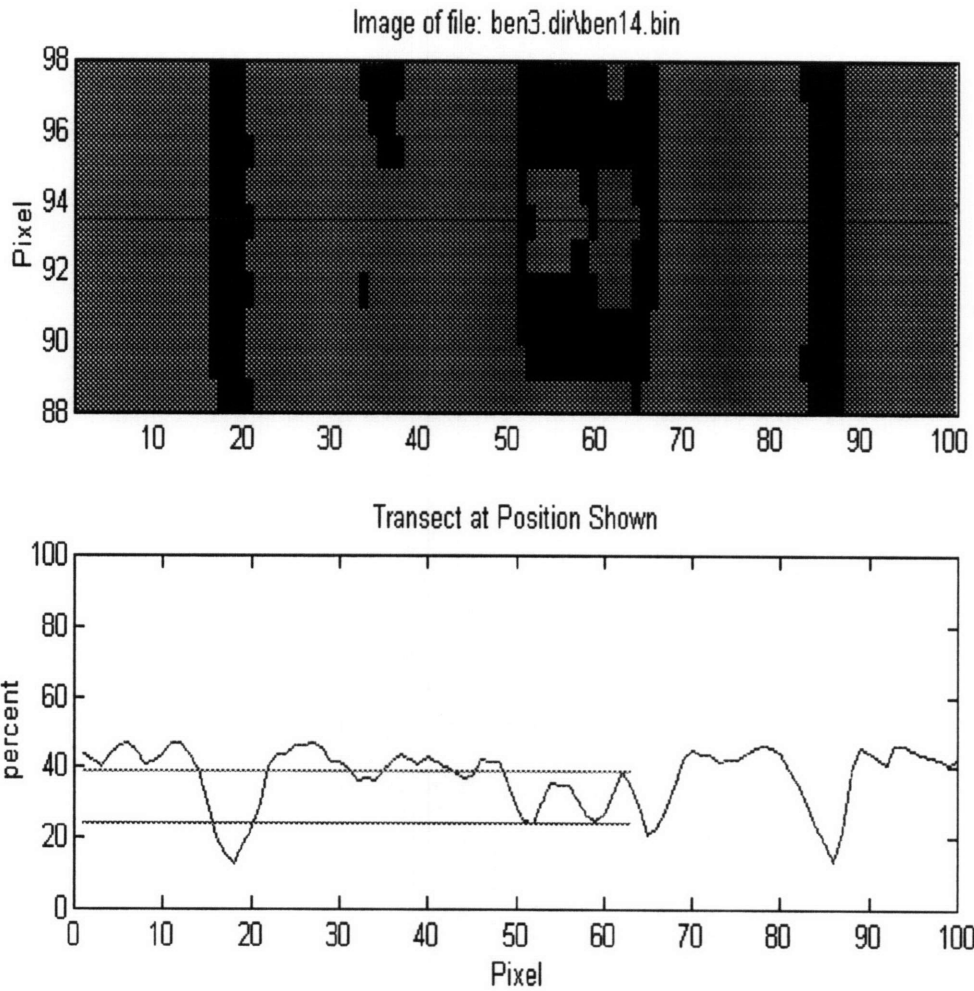 Image of file: ben3.dir\ben14.bin
98
96
94
92
90
88
Pixel
10 20 30 40 50 60 70 80 90 100
Transect at Position Shown
100
80
60
40
20
0
percent
0 10 20 30 40 50 60 70 80 90 100
Pixel